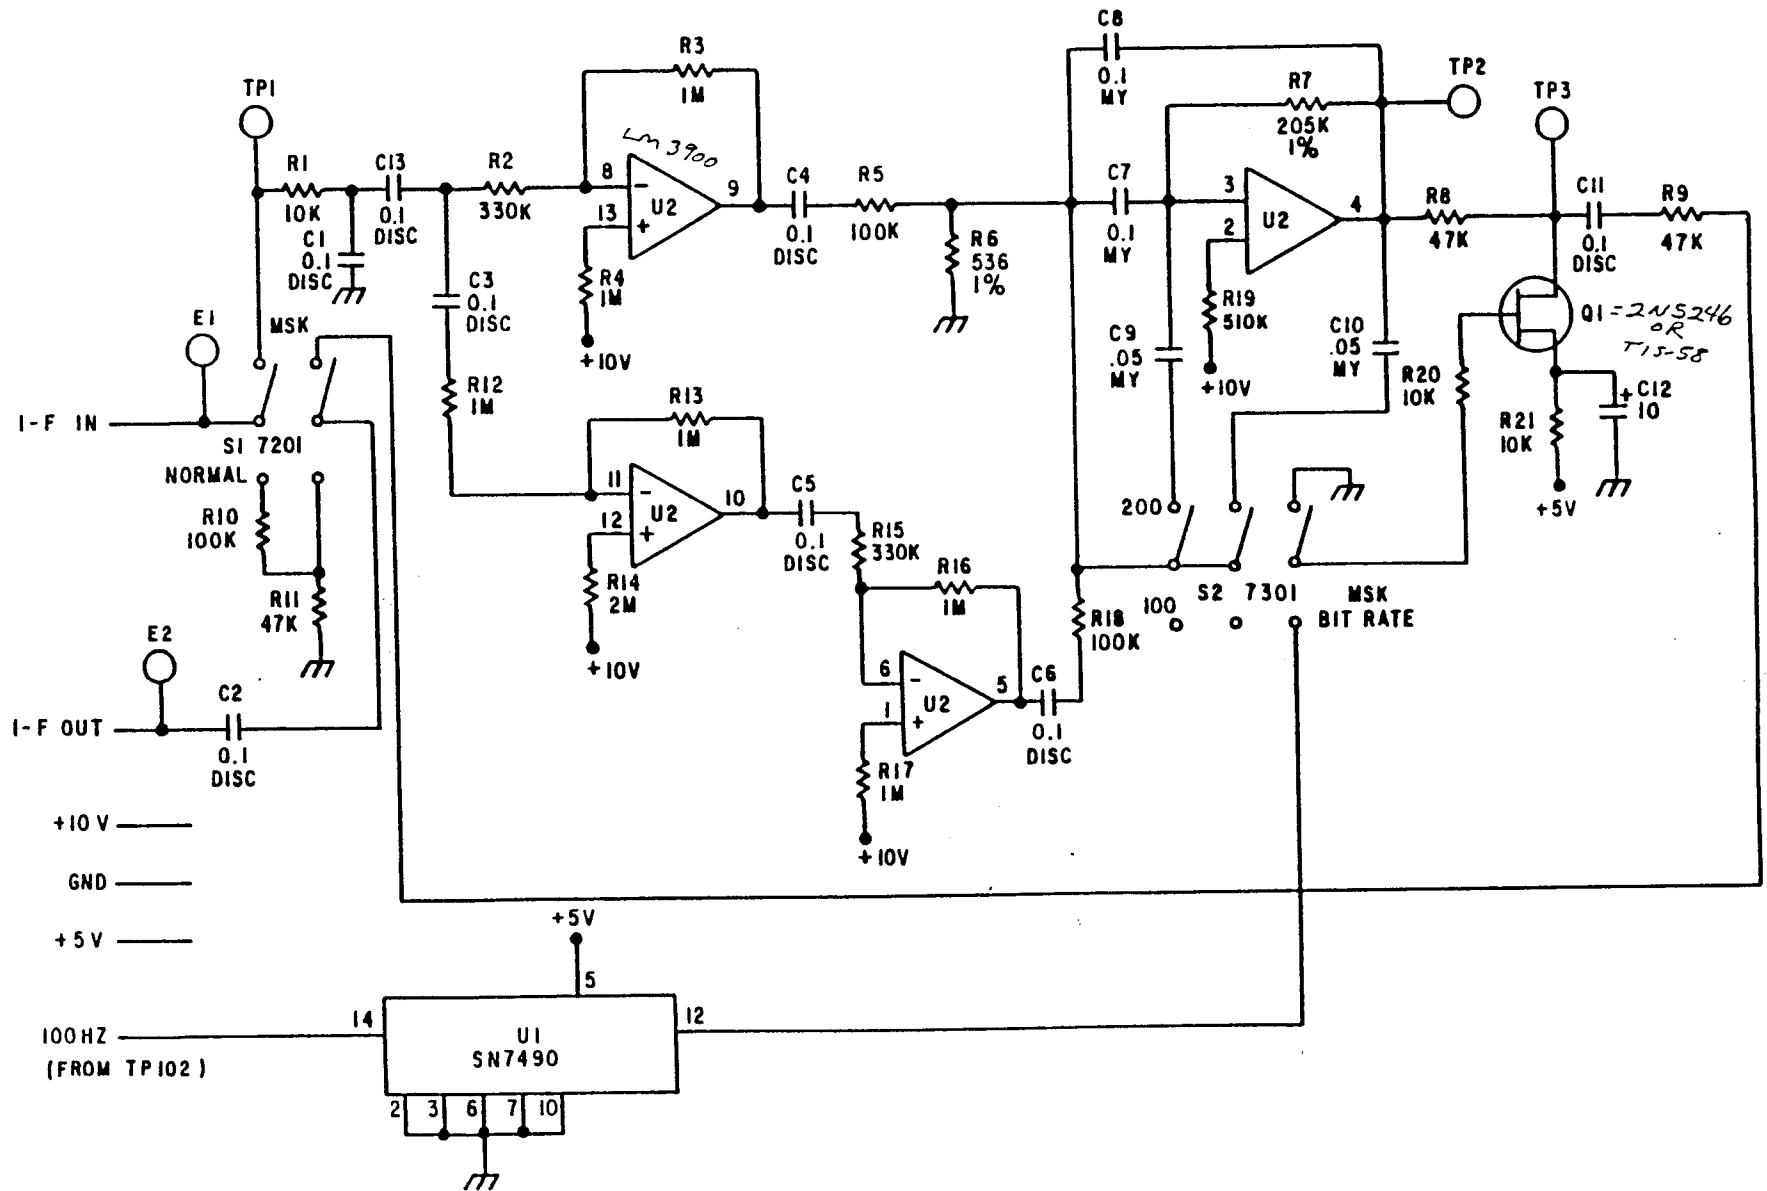 C8
0.1
MY
R3
1M
TP1
LM 3900
R7
205K
1%
TP2
TP3
R1
10K
C13
0.1
DISC
R2
330K
8
13
U2
9
C4
0.1
DISC
R5
100K
C7
0.1
MY
3
2
U2
4
R8
47K
C11
0.1
DISC
R9
47K
C1
0.1
DISC
R4
1M
+10V
R6
536
1%
C3
0.1
DISC
R19
510K
+10V
C9
.05
MY
C10
.05
MY
Q1 = 2N5246
OR
TIS-58
E1
MSK
R12
1M
R13
1M
R20
10K
C12
10
+
R21
10K
+5V
I-F IN
S1 7201
NORMAL
R10
100K
R11
47K
11
12
U2
10
C5
0.1
DISC
R14
2M
+10V
R15
330K
R16
1M
200
100
S2 7301
MSK
BIT RATE
R18
100K
E2
I-F OUT
C2
0.1
DISC
6
1
U2
5
C6
0.1
DISC
R17
1M
+10V
+10V
GND
+5V
+5V
5
100HZ
(FROM TP102)
14
U1
SN7490
12
2
3
6
7
10